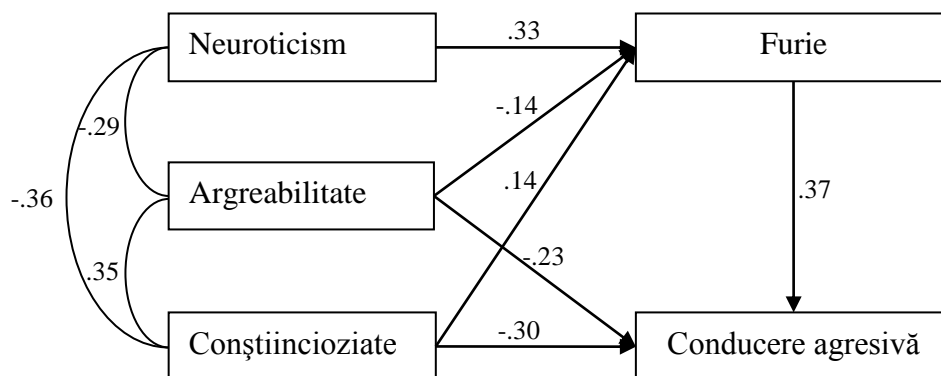 Neuroticism
.33
Furie
-.29
-.14
-.36
Argreabilitate
.14
.37
.35
-.23
Conştiincioziate
-.30
Conducere agresivă